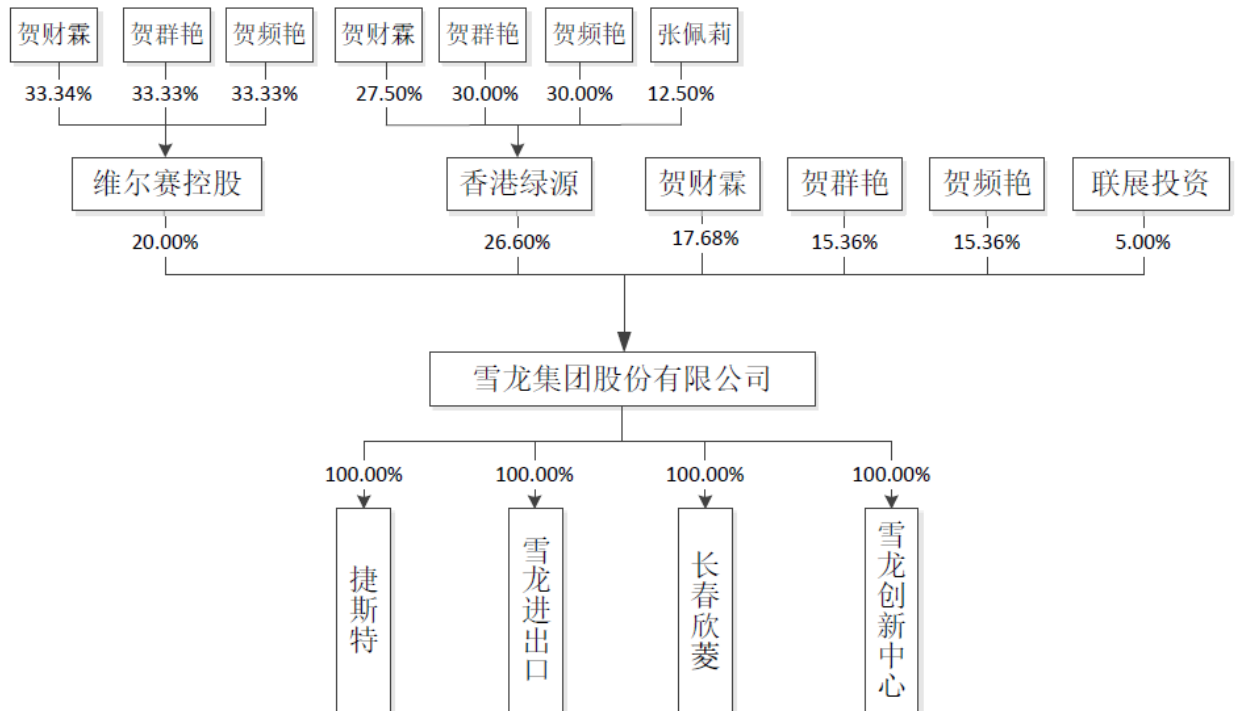 贺财霖 贺群艳 贺频艳 贺财霖 贺群艳 贺频艳 张佩莉
33.34% 33.33% 33.33% 27.50% 30.00% 30.00% 12.50%
维尔赛控股 香港绿源 贺财霖 贺群艳 贺频艳 联展投资
20.00% 26.60% 17.68% 15.36% 15.36% 5.00%
雪龙集团股份有限公司
100.00% 100.00% 100.00% 100.00%
捷斯特
雪龙进出口
长春欣菱
雪龙创新中心